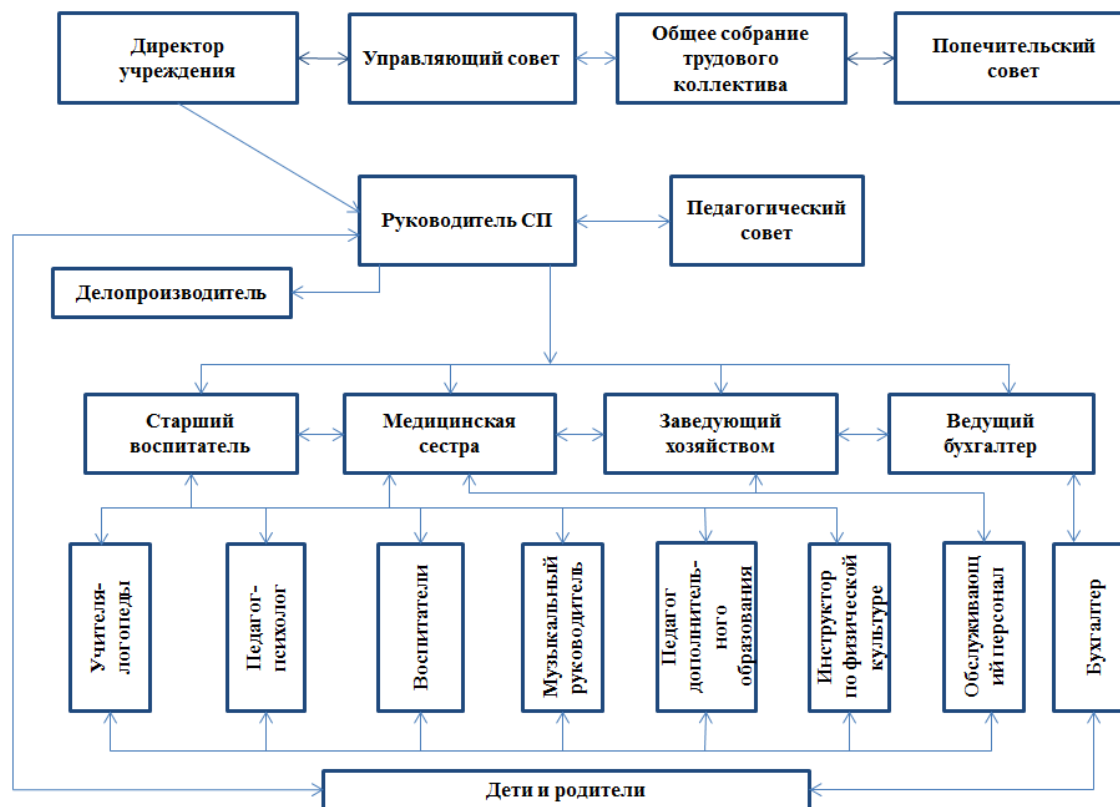 Директор
учреждения
Управляющий совет
Общее собрание
трудового
коллектива
Попечительский
совет
Руководитель СП
Педагогический
совет
Делопроизводитель
Старший
воспитатель
Медицинская
сестра
Заведующий
хозяйством
Ведущий
бухгалтер
Учителя-
логопеды
Педагог-
психолог
Воспитатели
Музыкальный
руководитель
Педагог
дополнитель-
ного
образования
Инструктор
по физической
культуре
Обслуживающ
ий персонал
Бухгалтер
Дети и родители